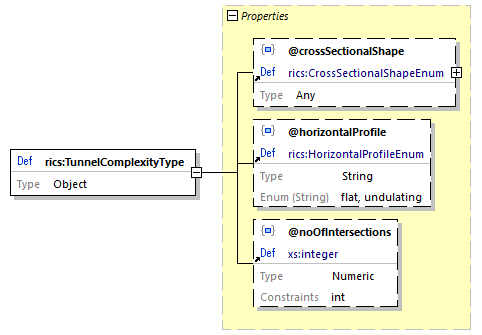 Properties
@crossSectionalShape
Def rics:CrossSectionalShapeEnum
Type Any
@horizontalProfile
Def rics:HorizontalProfileEnum
Type String
Enum (String) flat, undulating
Def rics:TunnelComplexityType
Type Object
@noOfIntersections
Def xs:integer
Type Numeric
Constraints int